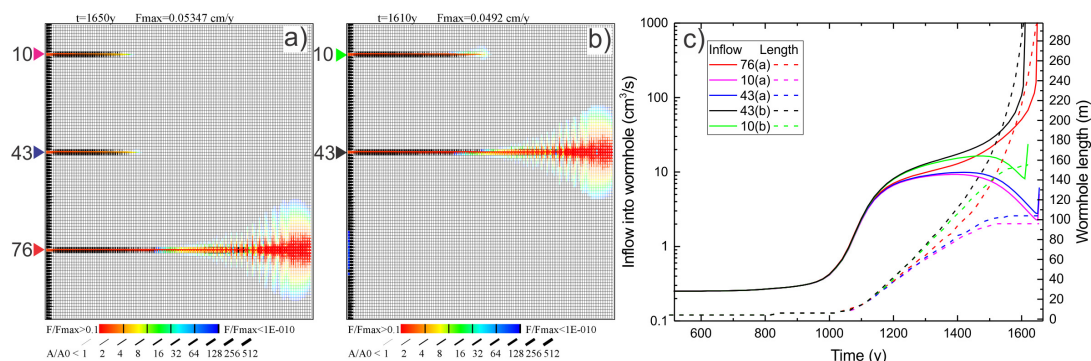 t=1650y Fmax=0.05347 cm/y
a)
10
43
76
F/Fmax>0.1 F/Fmax<1E-010
A/A0 < 1 2 4 8 16 32 64 128 256 512
t=1610y Fmax=0.0492 cm/y
b)
10
43
F/Fmax>0.1 F/Fmax<1E-010
A/A0 < 1 2 4 8 16 32 64 128 256 512
c)
Inflow Length
76(a)
10(a)
43(a)
43(b)
10(b)
Inflow into wormhole (cm³/s)
1000
100
10
1
0.1
600 800 1000 1200 1400 1600
Time (y)
280
260
240
220
200
180
160
140
120
100
80
60
40
20
0
Wormhole length (m)